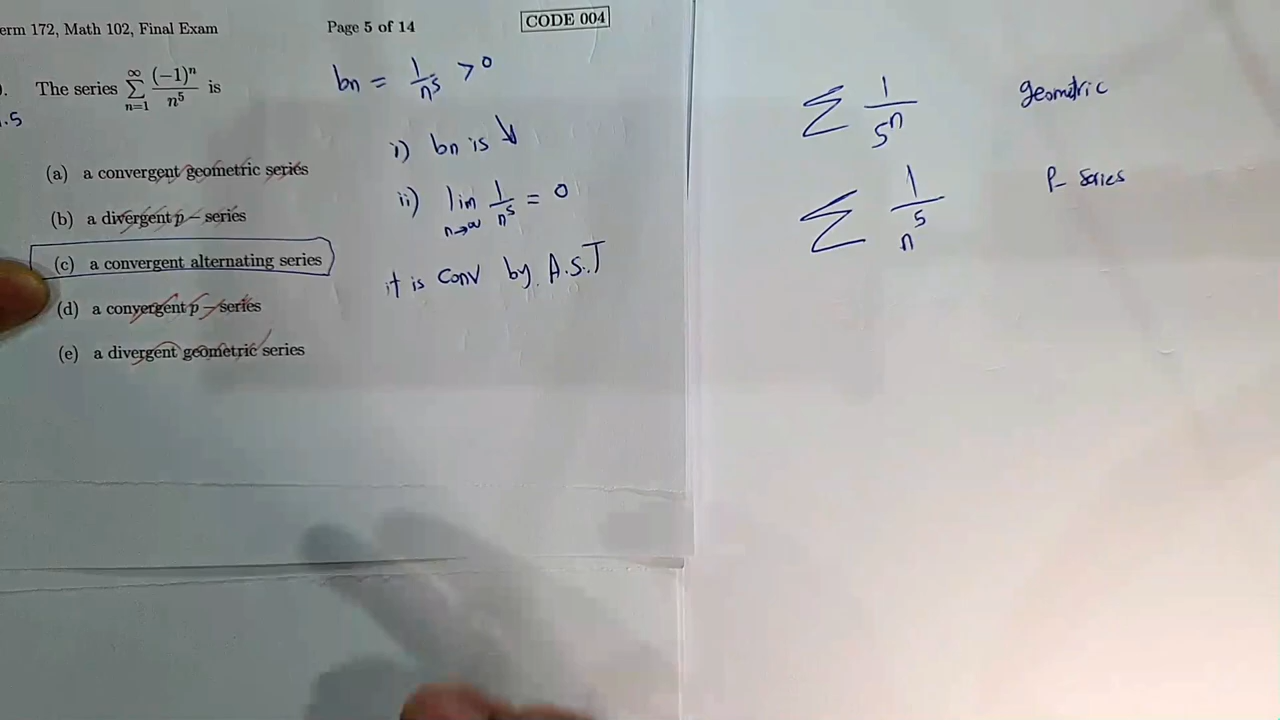 erm 172, Math 102, Final Exam Page 5 of 14 CODE 004
The series ∑_{n=1}^{∞} (-1)^n / n^5 is
.5
(a) a convergent geometric series
(b) a divergent p − series
(c) a convergent alternating series
(d) a convergent p − series
(e) a divergent geometric series
bn = 1/n^5 > 0
i) bn is ↘
ii) lim_{n→∞} 1/n^5 = 0
it is conv by A.S.T
∑ 1/5^n geometric
∑ 1/n^5 P- Series